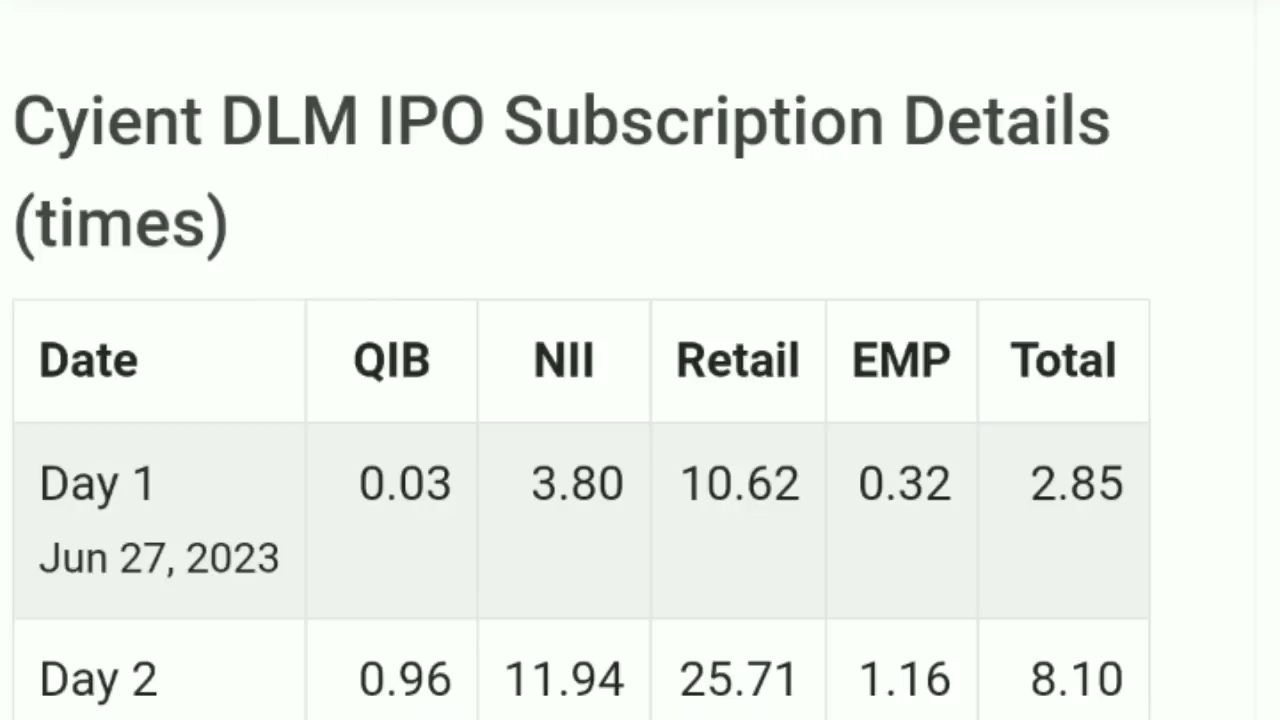 Cyient DLM IPO Subscription Details
(times)
Date QIB NII Retail EMP Total
Day 1 0.03 3.80 10.62 0.32 2.85
Jun 27, 2023
Day 2 0.96 11.94 25.71 1.16 8.10